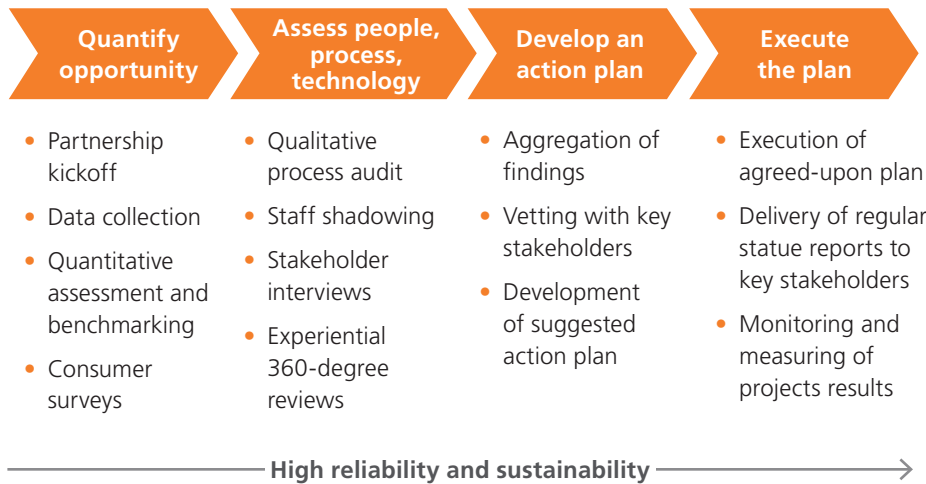 Quantify
opportunity
Assess people,
process,
technology
Develop an
action plan
Execute
the plan
• Partnership
kickoff
• Data collection
• Quantitative
assessment and
benchmarking
• Consumer
surveys
• Qualitative
process audit
• Staff shadowing
• Stakeholder
interviews
• Experiential
360-degree
reviews
• Aggregation of
findings
• Vetting with key
stakeholders
• Development
of suggested
action plan
• Execution of
agreed-upon plan
• Delivery of regular
statue reports to
key stakeholders
• Monitoring and
measuring of
projects results
High reliability and sustainability